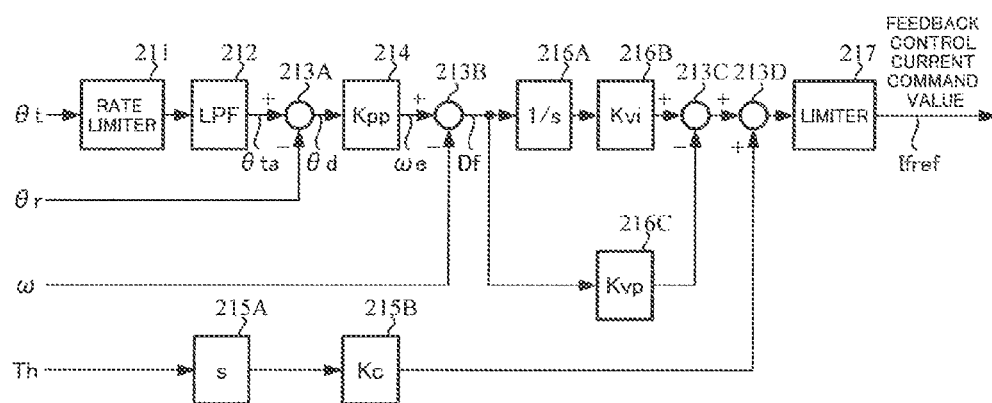 FEEDBACK
CONTROL
CURRENT
COMMAND
VALUE
211
212
213A
214
213B
216A
216B
213C
213D
217
θt
RATE
LIMITER
LPF
+
−
θta
θd
Kpp
+
−
ωe
Df
1/s
Kvi
+
−
+
+
LIMITER
Ifref
θr
216C
Kvp
ω
215A
215B
Th
s
Kc